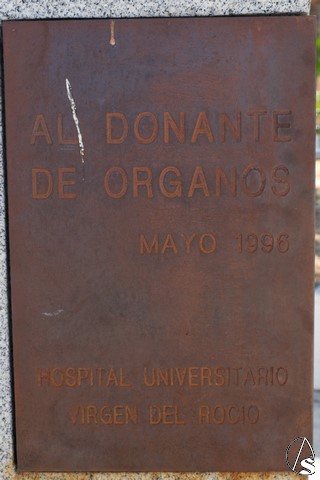 AL DONANTE
DE ORGANOS
MAYO 1996
HOSPITAL UNIVERSITARIO
VIRGEN DEL ROCIO